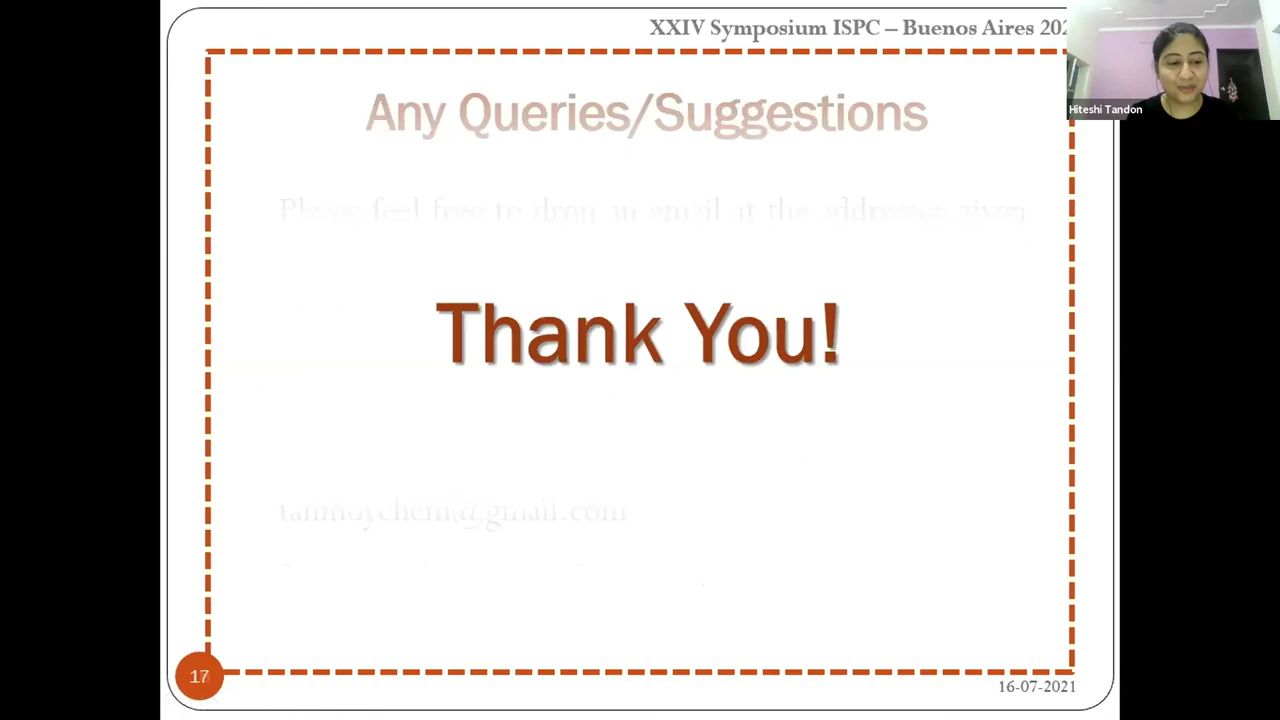 XXIV Symposium ISPC – Buenos Aires 202
Hiteshi Tandon
Any Queries/Suggestions
Please feel free to drop an email at the addresses given
Thank You!
tanmoychem@gmail.com
17
16-07-2021